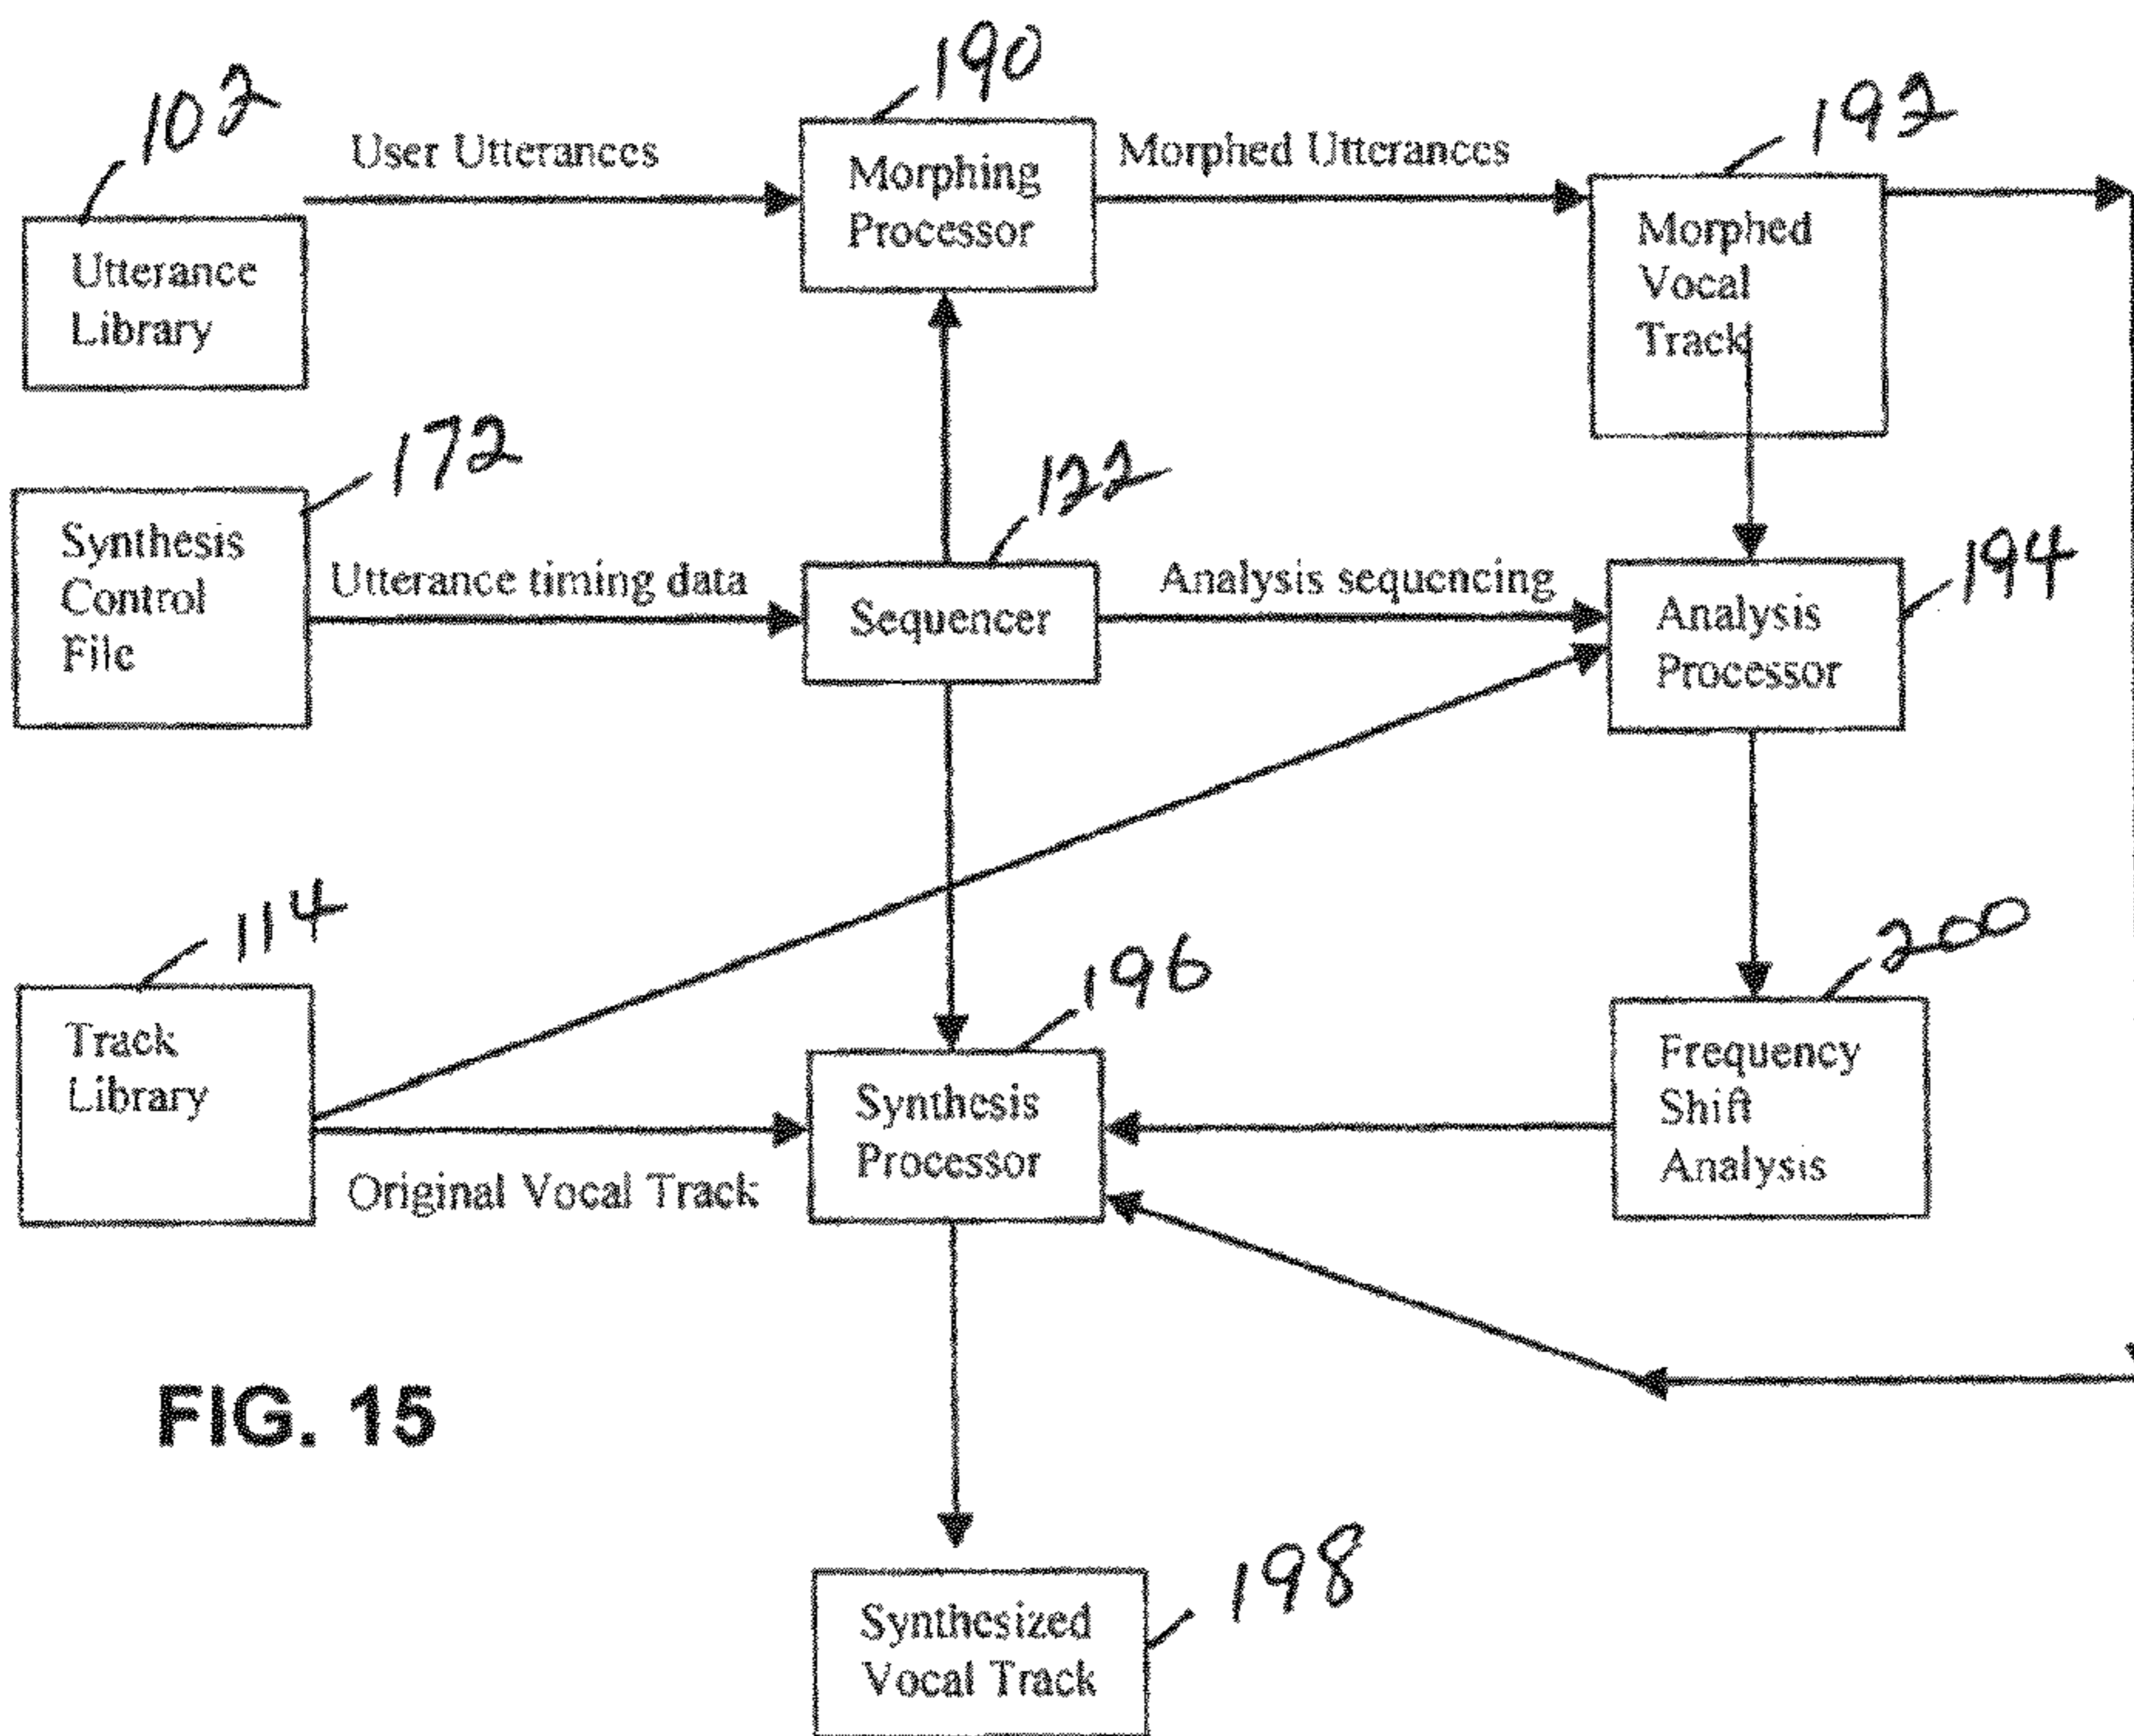 102
190
192
User Utterances
Morphed Utterances
Morphing
Processor
Utterance
Library
Morphed
Vocal
Track
172
122
194
Synthesis
Control
File
Utterance timing data
Sequencer
Analysis sequencing
Analysis
Processor
114
196
200
Track
Library
Original Vocal Track
Synthesis
Processor
Frequency
Shift
Analysis
FIG. 15
198
Synthesized
Vocal Track